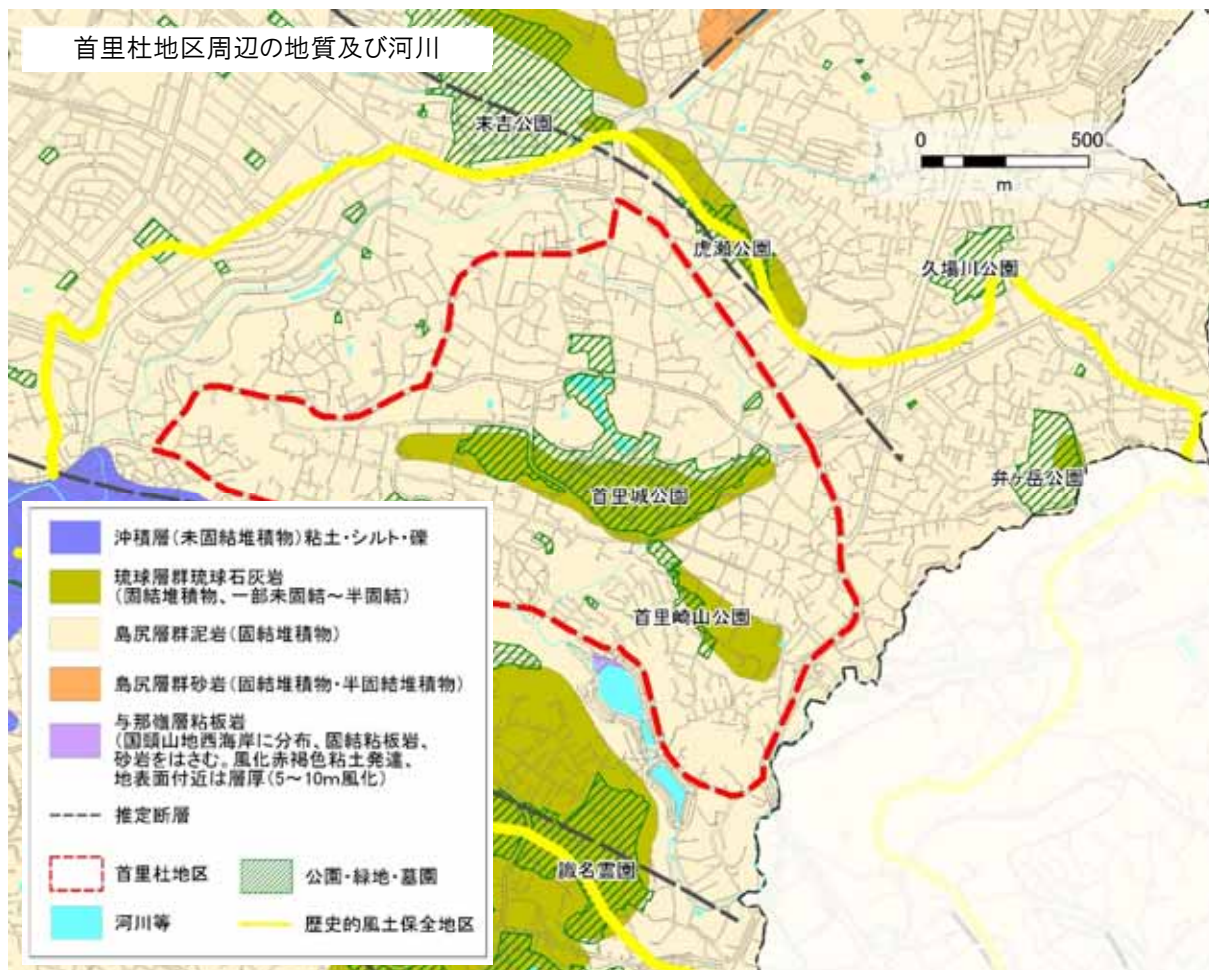 首里杜地区周辺の地質及び河川
末吉公園
0 500
m
虎瀬公園
久場川公園
弁ヶ岳公園
首里城公園
首里崎山公園
識名霊園
沖積層(未固結堆積物)粘土・シルト・礫
琉球層群琉球石灰岩
(固結堆積物、一部未固結~半固結)
島尻層群泥岩(固結堆積物)
島尻層群砂岩(固結堆積物・半固結堆積物)
与那嶺層粘板岩
(国頭山地西海岸に分布、固結粘板岩、
砂岩をはさむ。風化赤褐色粘土発達、
地表面付近は層厚(5~10m風化)
推定断層
首里杜地区
公園・緑地・墓園
河川等
歴史的風土保全地区